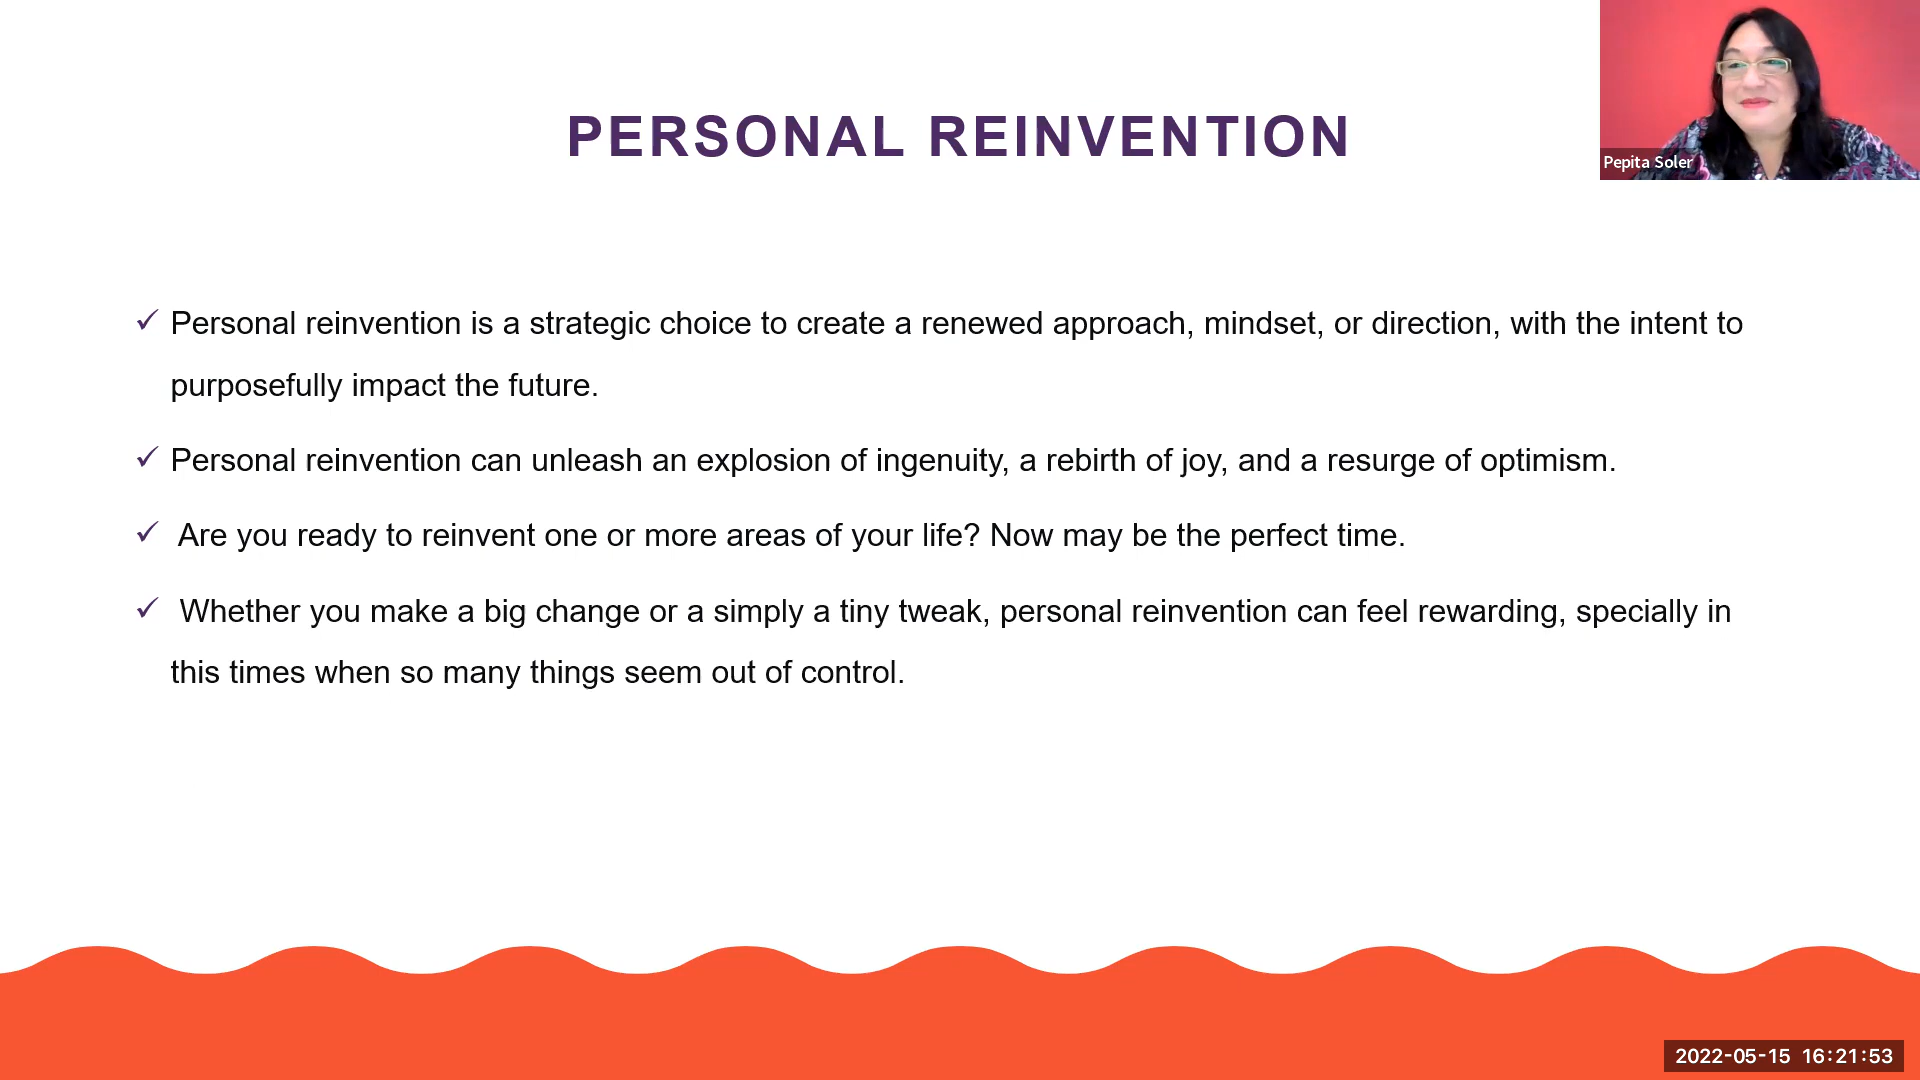 PERSONAL REINVENTION
Pepita Soler
✓ Personal reinvention is a strategic choice to create a renewed approach, mindset, or direction, with the intent to
purposefully impact the future.
✓ Personal reinvention can unleash an explosion of ingenuity, a rebirth of joy, and a resurge of optimism.
✓ Are you ready to reinvent one or more areas of your life? Now may be the perfect time.
✓ Whether you make a big change or a simply a tiny tweak, personal reinvention can feel rewarding, specially in
this times when so many things seem out of control.
2022-05-15 16:21:53